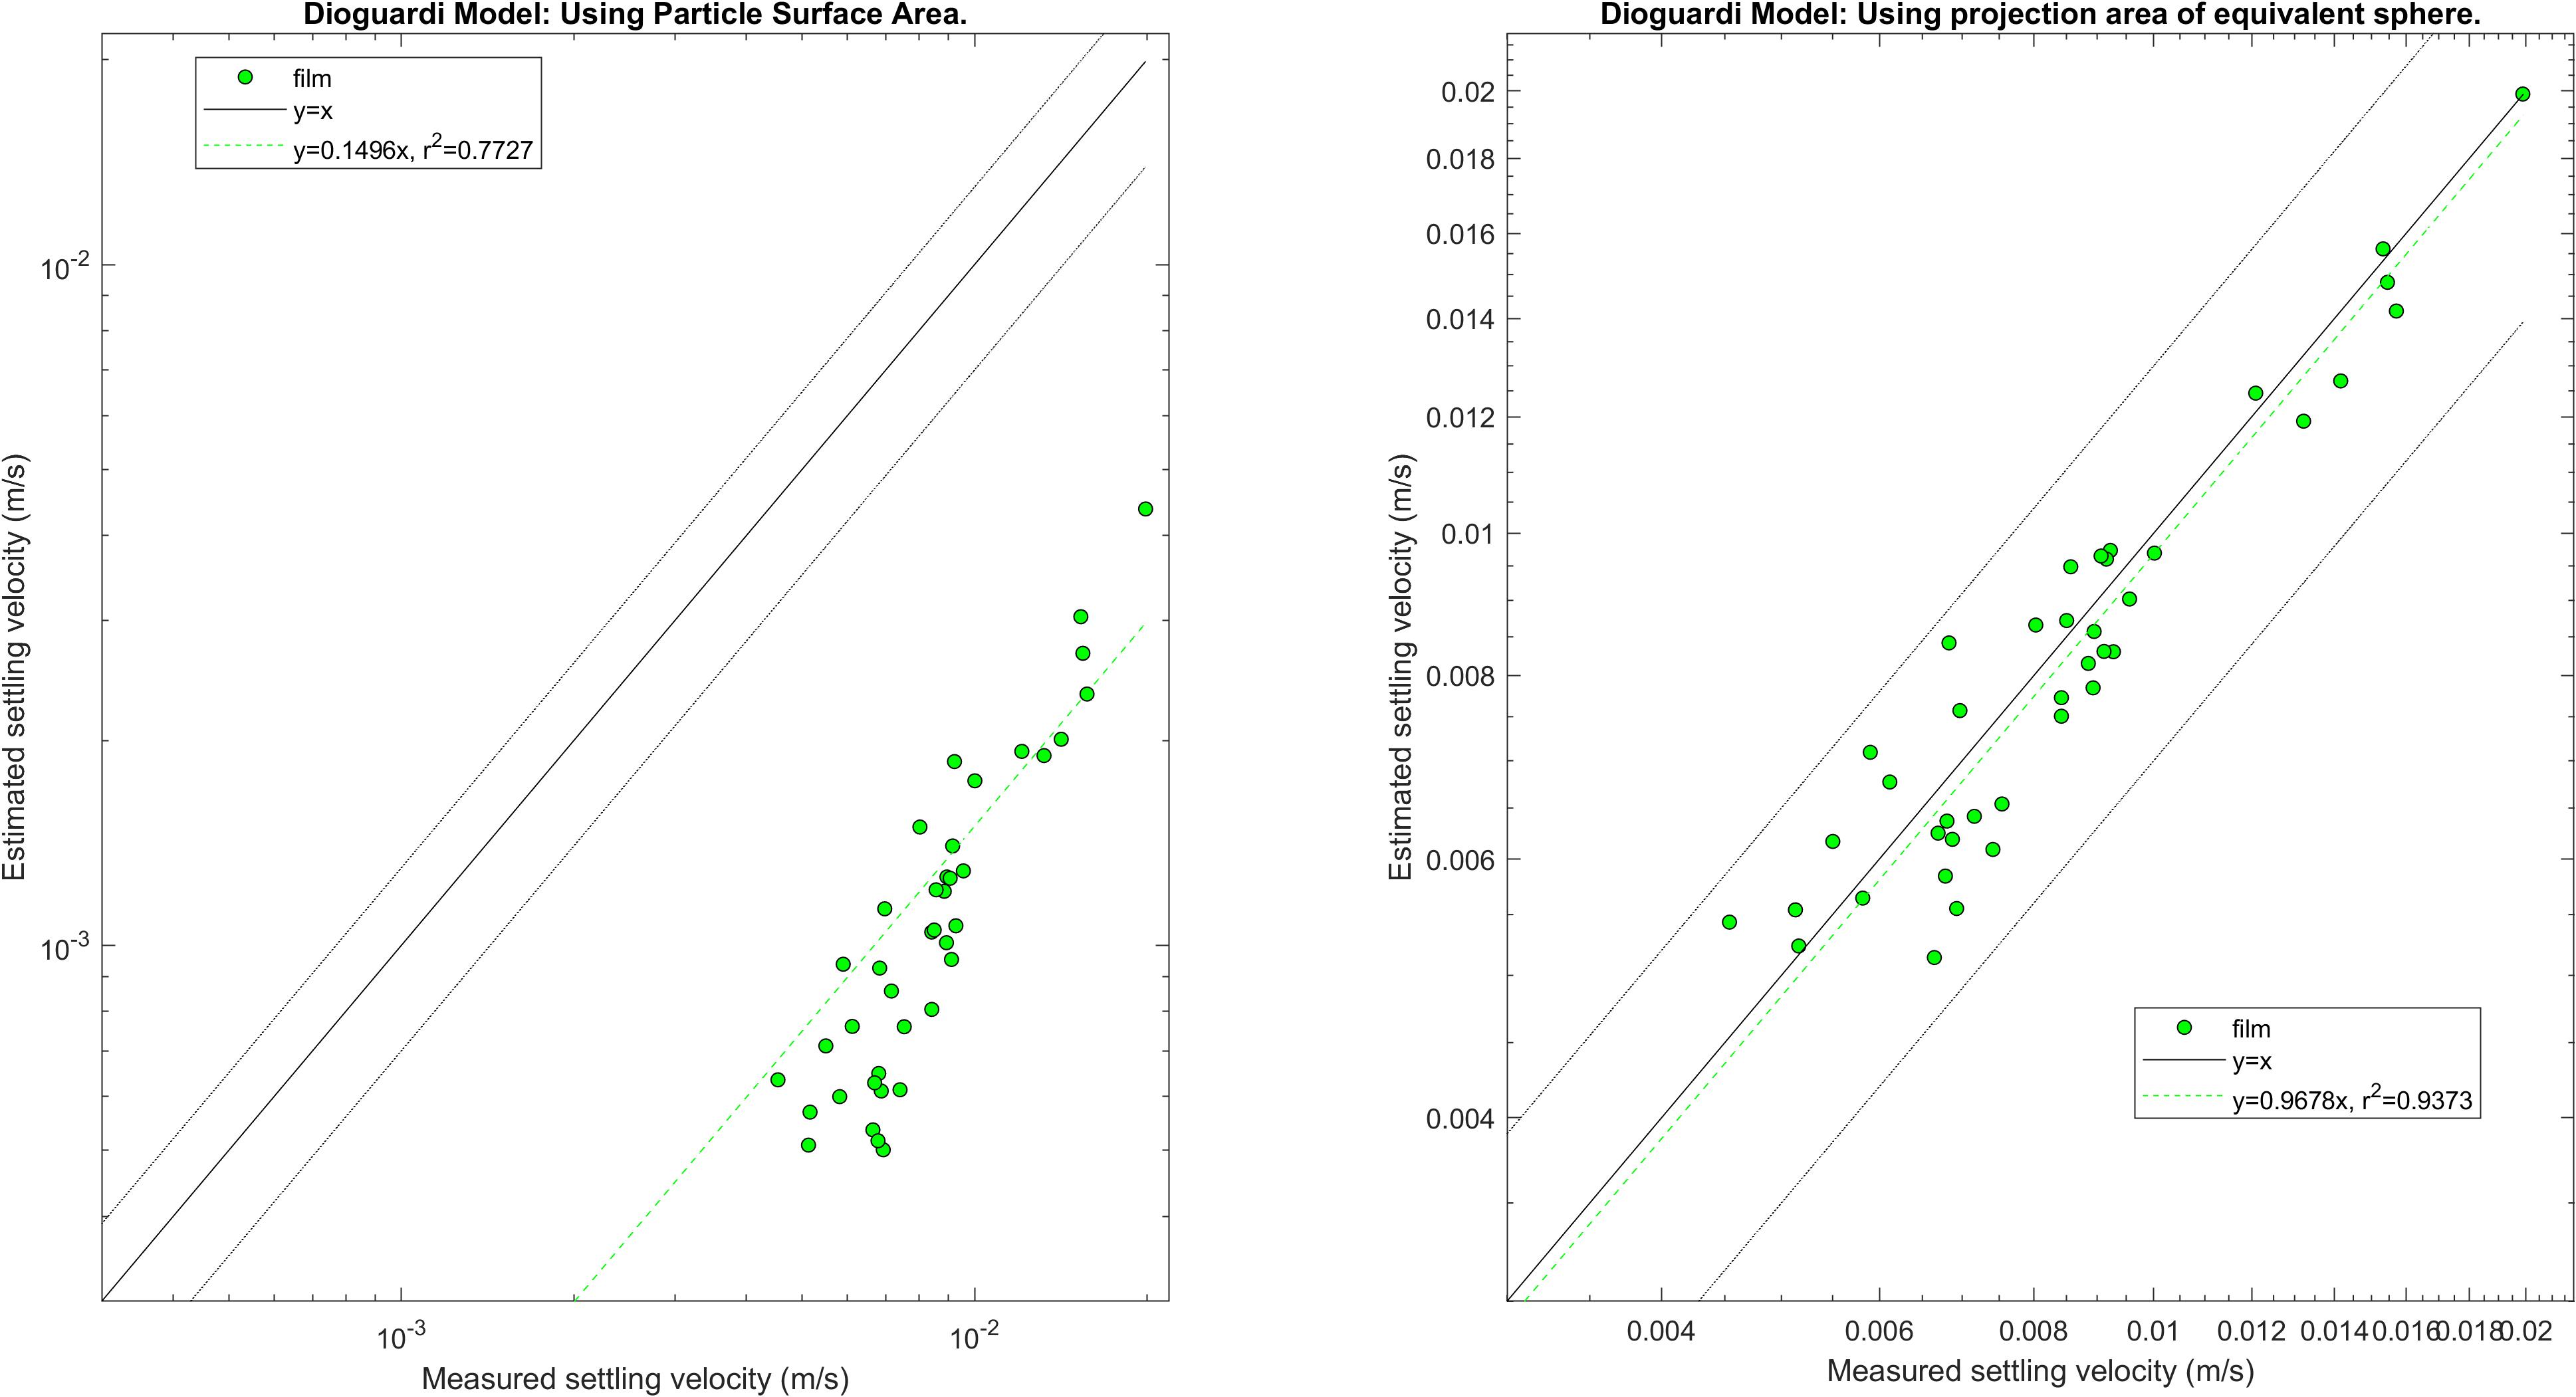 Dioguardi Model: Using Particle Surface Area.
film
y=x
y=0.1496x, r²=0.7727
10⁻²
10⁻³
Estimated settling velocity (m/s)
10⁻³ 10⁻²
Measured settling velocity (m/s)
Dioguardi Model: Using projection area of equivalent sphere.
0.02
0.018
0.016
0.014
0.012
0.01
0.008
0.006
0.004
Estimated settling velocity (m/s)
film
y=x
y=0.9678x, r²=0.9373
0.004 0.006 0.008 0.01 0.012 0.014 0.016 0.018 0.02
Measured settling velocity (m/s)